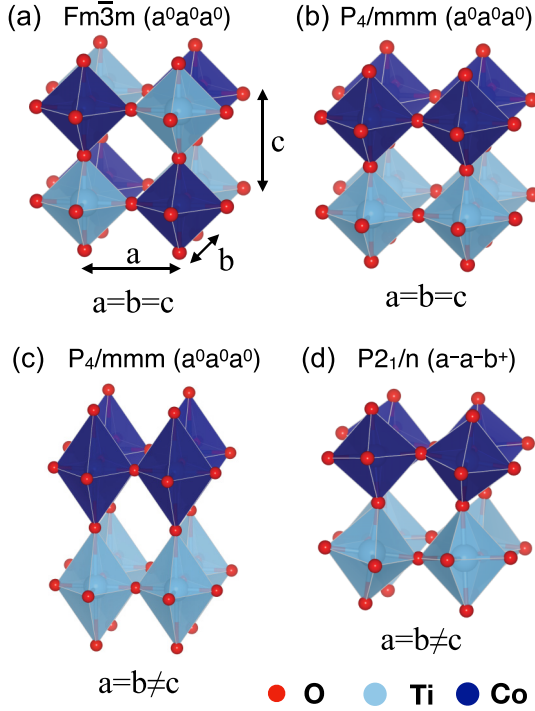 (a) Fm3̅m (a⁰a⁰a⁰)
(b) P₄/mmm (a⁰a⁰a⁰)
c
a
b
a=b=c
a=b=c
(c) P₄/mmm (a⁰a⁰a⁰)
(d) P2₁/n (a⁻a⁻b⁺)
a=b≠c
a=b≠c
O Ti Co